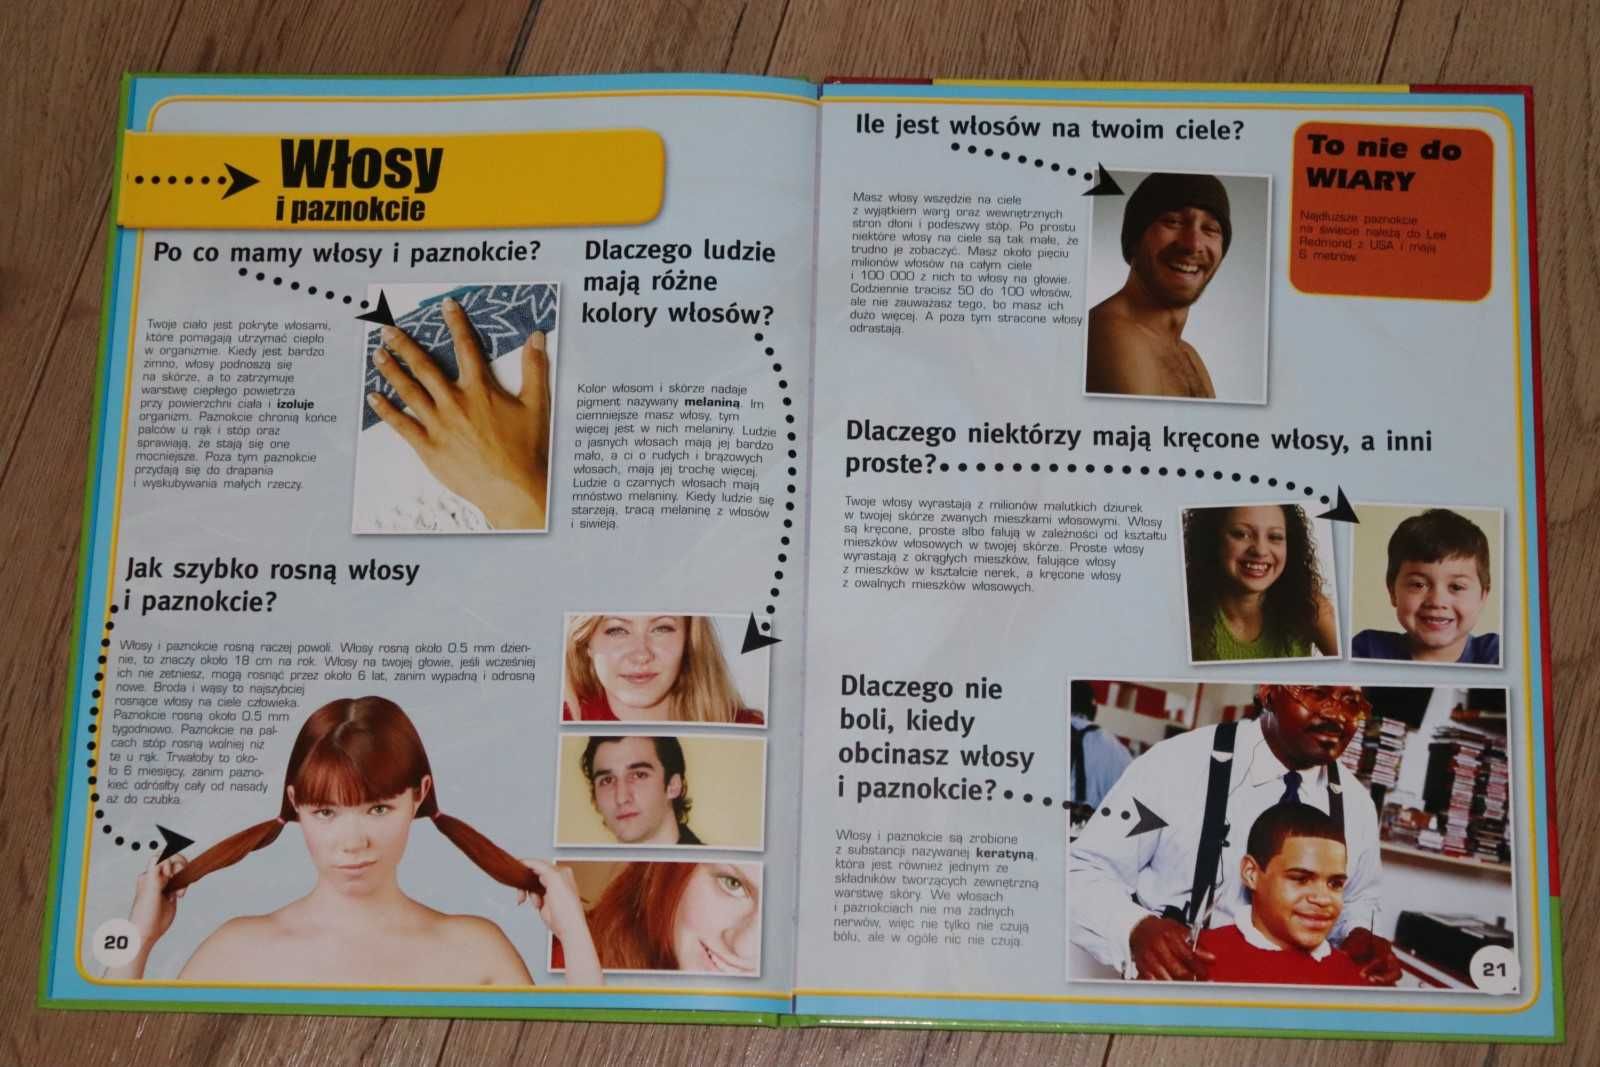 Włosy
i paznokcie
Po co mamy włosy i paznokcie?
Twoje ciało jest pokryte włosami,
które pomagają utrzymać ciepło
w organizmie. Kiedy jest bardzo
zimno, włosy podnoszą się
na skórze, a to zatrzymuje
warstwę ciepłego powietrza
przy powierzchni ciała i izoluje
organizm. Paznokcie chronią końce
palców u rąk i stóp oraz
sprawiają, że stają się one
mocniejsze. Poza tym paznokcie
przydają się do drapania
i wyskubywania małych rzeczy.
Dlaczego ludzie
mają różne
kolory włosów?
Kolor włosom i skórze nadaje
pigment nazywany melaniną. Im
ciemniejsze masz włosy, tym
więcej jest w nich melaniny. Ludzie
o jasnych włosach mają jej bardzo
mało, a ci o rudych i brązowych
włosach, mają jej trochę więcej.
Ludzie o czarnych włosach mają
mnóstwo melaniny. Kiedy ludzie się
starzeją, tracą melaninę z włosów
i siwieją.
Jak szybko rosną włosy
i paznokcie?
Włosy i paznokcie rosną raczej powoli. Włosy rosną około 0.5 mm dzien-
nie, to znaczy około 18 cm na rok. Włosy na twojej głowie, jeśli wcześniej
ich nie zetniesz, mogą rosnąć przez około 6 lat, zanim wypadną i odrosną
nowe. Broda i wąsy to najszybciej
rosnące włosy na ciele człowieka.
Paznokcie rosną około 0.5 mm
tygodniowo. Paznokcie na pal-
cach stóp rosną wolniej niż
te u rąk. Trwałoby to oko-
ło 6 miesięcy, zanim pazno-
kieć odrósłby cały od nasady
aż do czubka.
20
Ile jest włosów na twoim ciele?
Masz włosy wszędzie na ciele
z wyjątkiem warg oraz wewnętrznych
stron dłoni i podeszwy stóp. Po prostu
niektóre włosy na ciele są tak małe, że
trudno je zobaczyć. Masz około pięciu
milionów włosów na całym ciele
i 100 000 z nich to włosy na głowie.
Codziennie tracisz 50 do 100 włosów,
ale nie zauważasz tego, bo masz ich
dużo więcej. A poza tym stracone włosy
odrastają.
To nie do
WIARY
Najdłuższe paznokcie
na świecie należą do Lee
Redmond z USA i mają
6 metrów.
Dlaczego niektórzy mają kręcone włosy, a inni
proste?
Twoje włosy wyrastają z milionów malutkich dziurek
w twojej skórze zwanych mieszkami włosowymi. Włosy
są kręcone, proste albo falują w zależności od kształtu
mieszków włosowych w twojej skórze. Proste włosy
wyrastają z okrągłych mieszków, falujące włosy
z mieszków w kształcie nerek, a kręcone włosy
z owalnych mieszków włosowych.
Dlaczego nie
boli, kiedy
obcinasz włosy
i paznokcie?
Włosy i paznokcie są zrobione
z substancji nazywanej keratyną,
która jest również jednym ze
składników tworzących zewnętrzną
warstwę skóry. We włosach
i paznokciach nie ma żadnych
nerwów, więc nie tylko nie czują
bólu, ale w ogóle nic nie czują.
21